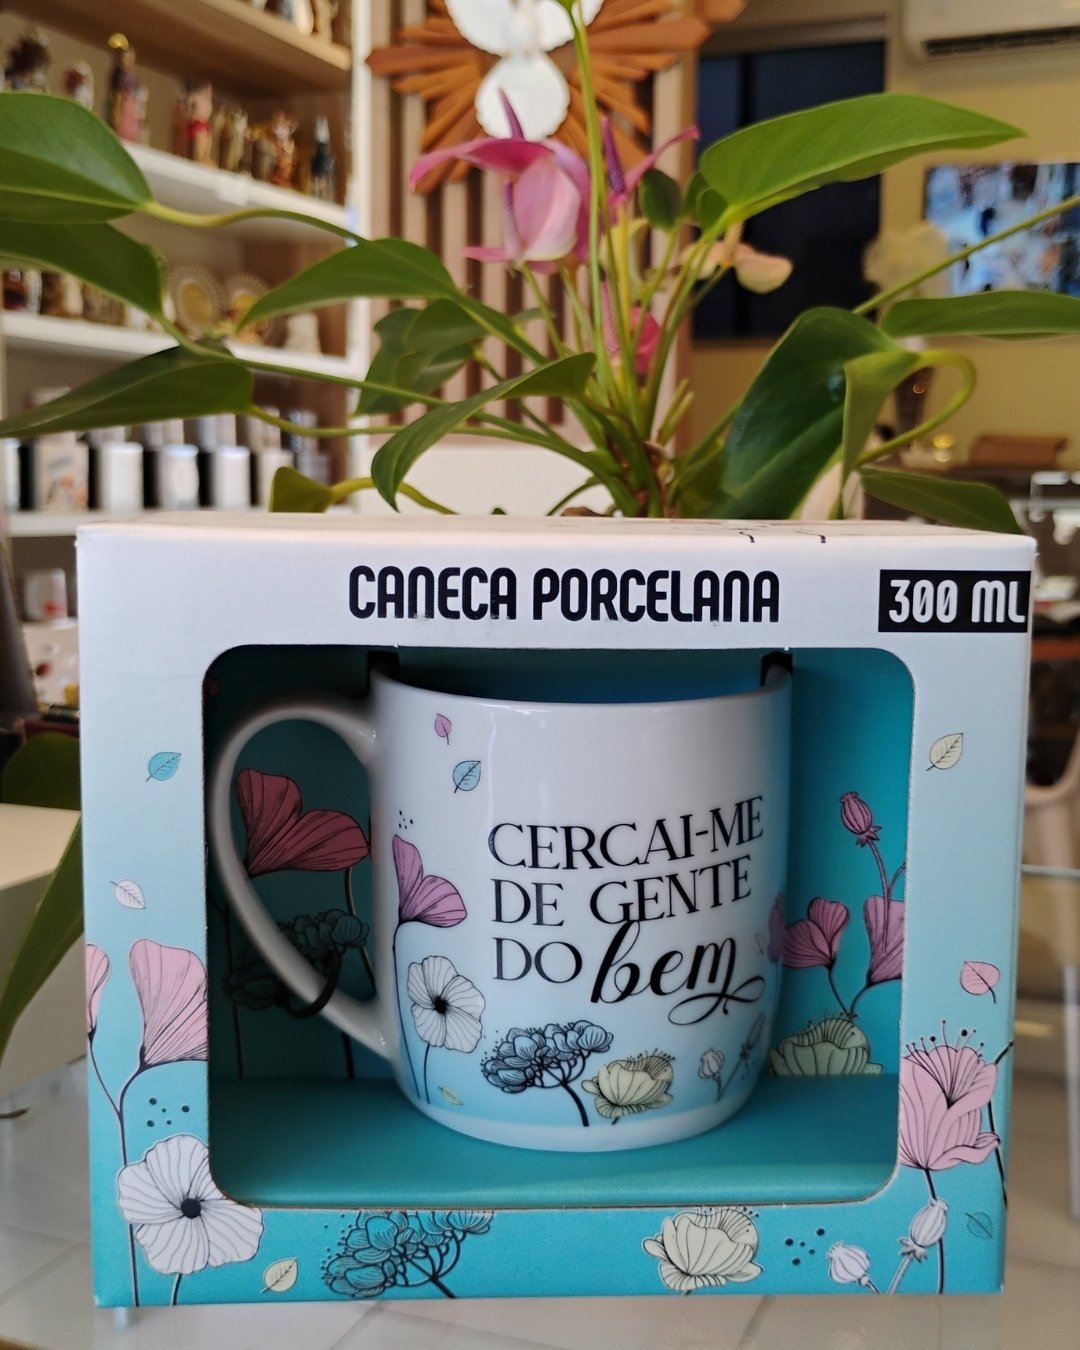 CANECA PORCELANA
300 ML
CERCAI-ME
DE GENTE
DO bem